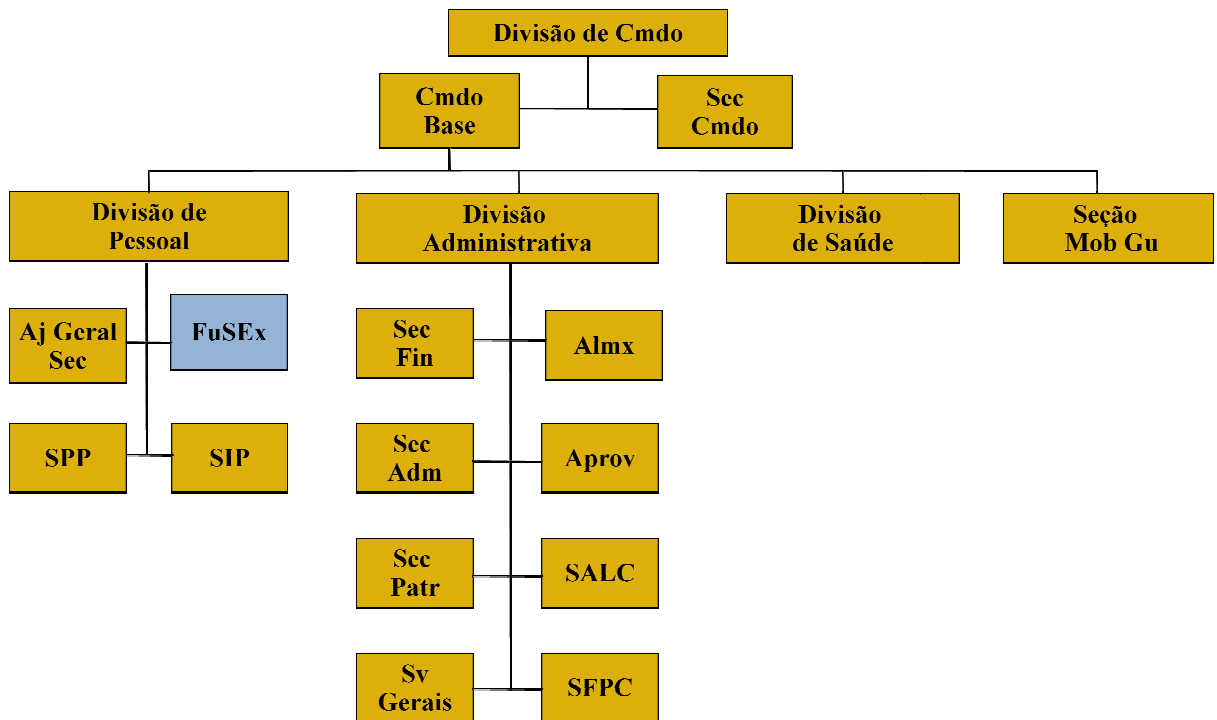 Divisão de Cmdo
Cmdo
Base
Sec
Cmdo
Divisão de
Pessoal
Divisão
Administrativa
Divisão
de Saúde
Seção
Mob Gu
Aj Geral
Sec
FuSEx
SPP
SIP
Sec
Fin
Almx
Sec
Adm
Aprov
Sec
Patr
SALC
Sv
Gerais
SFPC